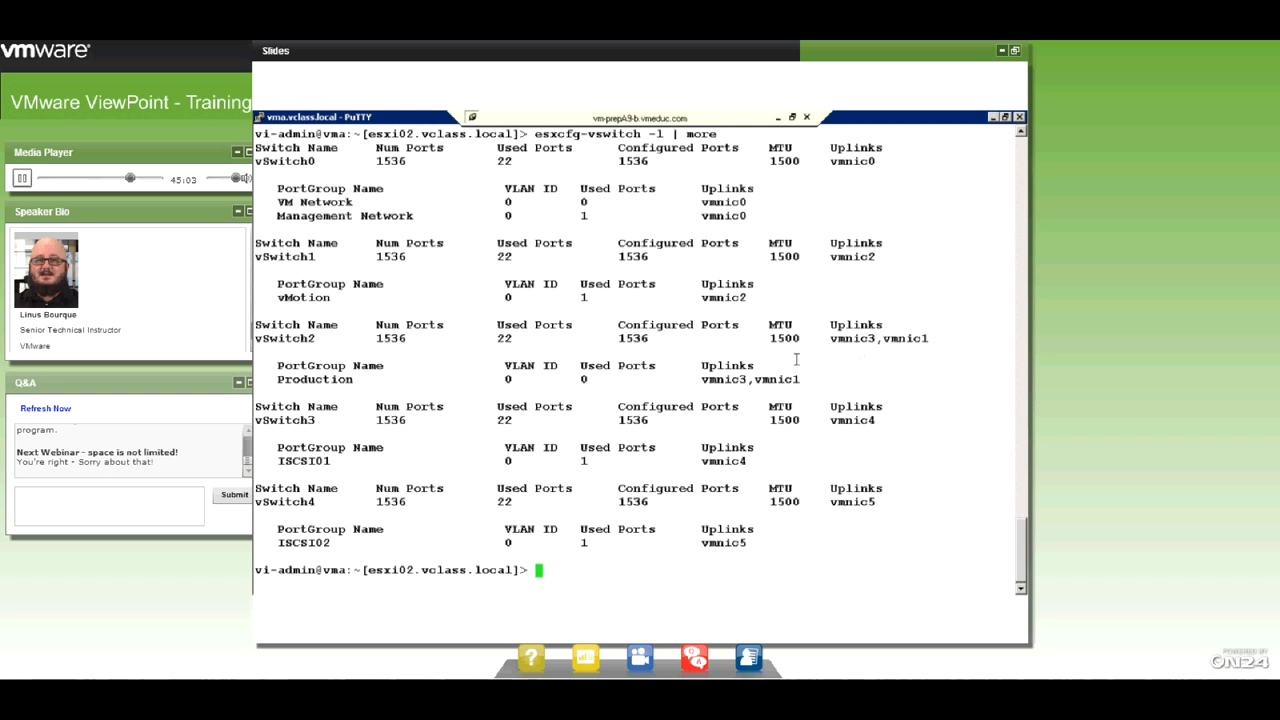 vmware®
Slides
VMware ViewPoint - Training
Media Player
45:03
Speaker Bio
Linus Bourque
Senior Technical Instructor
VMware
Q&A
Refresh Now
program.
Next Webinar - space is not limited!
You're right - Sorry about that!
Submit
vma.vclass.local - PuTTY
vm-prepA9-b.vmeduc.com
vi-admin@vma:~[esxi02.vclass.local]> esxcfg-vswitch -l | more
Switch Name Num Ports Used Ports Configured Ports MTU Uplinks
vSwitch0 1536 22 1536 1500 vmnic0
PortGroup Name VLAN ID Used Ports Uplinks
VM Network 0 0 vmnic0
Management Network 0 1 vmnic0
Switch Name Num Ports Used Ports Configured Ports MTU Uplinks
vSwitch1 1536 22 1536 1500 vmnic2
PortGroup Name VLAN ID Used Ports Uplinks
vMotion 0 1 vmnic2
Switch Name Num Ports Used Ports Configured Ports MTU Uplinks
vSwitch2 1536 22 1536 1500 vmnic3,vmnic1
PortGroup Name VLAN ID Used Ports Uplinks
Production 0 0 vmnic3,vmnic1
Switch Name Num Ports Used Ports Configured Ports MTU Uplinks
vSwitch3 1536 22 1536 1500 vmnic4
PortGroup Name VLAN ID Used Ports Uplinks
ISCSI01 0 1 vmnic4
Switch Name Num Ports Used Ports Configured Ports MTU Uplinks
vSwitch4 1536 22 1536 1500 vmnic5
PortGroup Name VLAN ID Used Ports Uplinks
ISCSI02 0 1 vmnic5
vi-admin@vma:~[esxi02.vclass.local]>
?
Q
A
POWERED BY
ON24